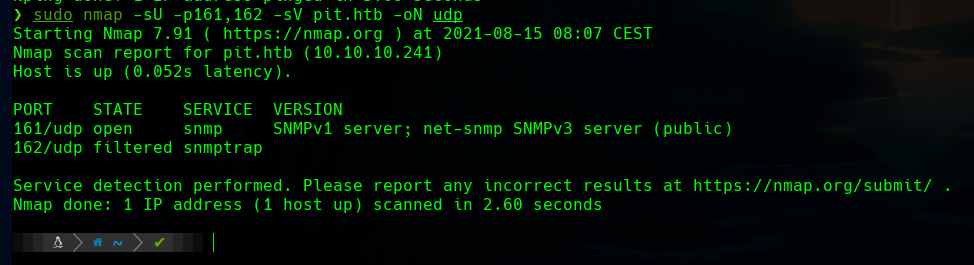 ❯ sudo nmap -sU -p161,162 -sV pit.htb -oN udp
Starting Nmap 7.91 ( https://nmap.org ) at 2021-08-15 08:07 CEST
Nmap scan report for pit.htb (10.10.10.241)
Host is up (0.052s latency).
PORT    STATE    SERVICE  VERSION
161/udp open     snmp     SNMPv1 server; net-snmp SNMPv3 server (public)
162/udp filtered snmptrap
Service detection performed. Please report any incorrect results at https://nmap.org/submit/ .
Nmap done: 1 IP address (1 host up) scanned in 2.60 seconds
~ ✔